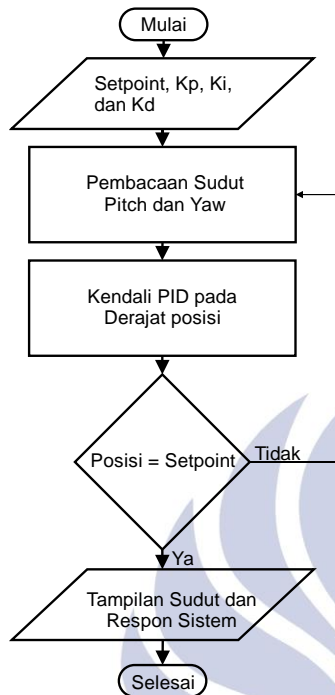 Mulai
Setpoint, Kp, Ki,
dan Kd
Pembacaan Sudut
Pitch dan Yaw
Kendali PID pada
Derajat posisi
Posisi = Setpoint
Tidak
Ya
Tampilan Sudut dan
Respon Sistem
Selesai